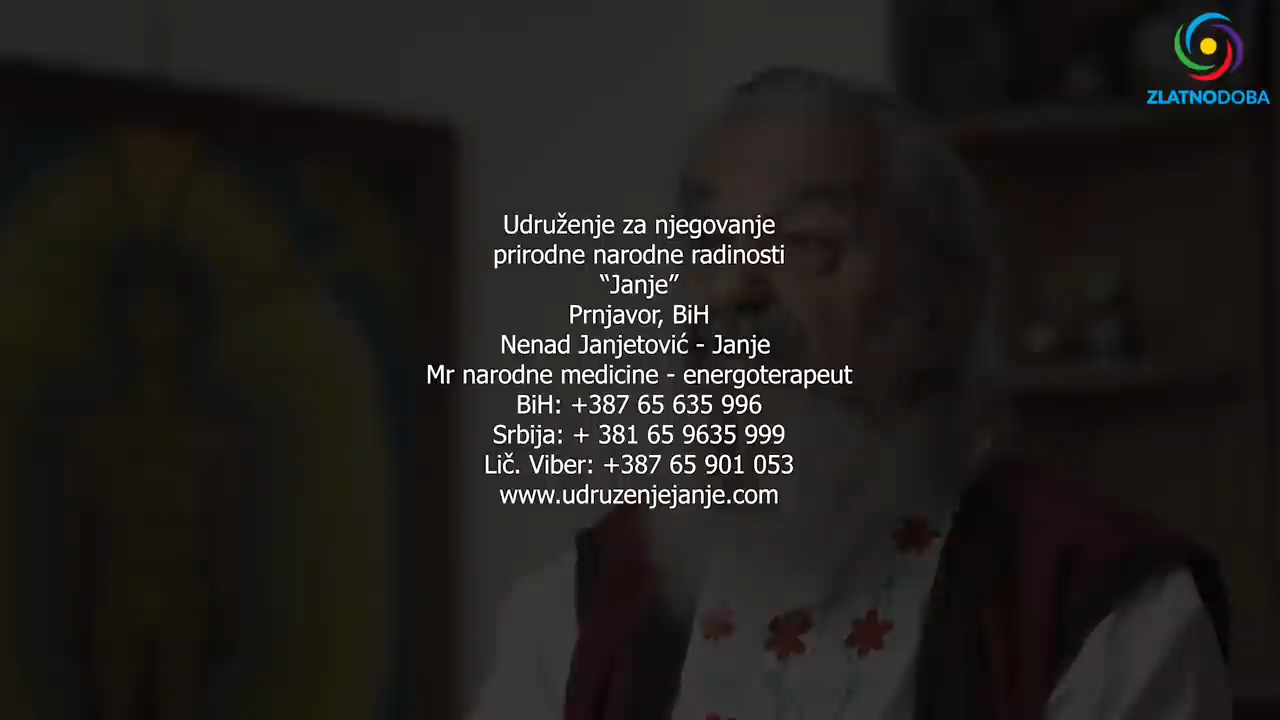 ZLATNODOBA
Udruženje za njegovanje
prirodne narodne radinosti
“Janje”
Prnjavor, BiH
Nenad Janjetović - Janje
Mr narodne medicine - energoterapeut
BiH: +387 65 635 996
Srbija: + 381 65 9635 999
Lič. Viber: +387 65 901 053
www.udruzenjejanje.com